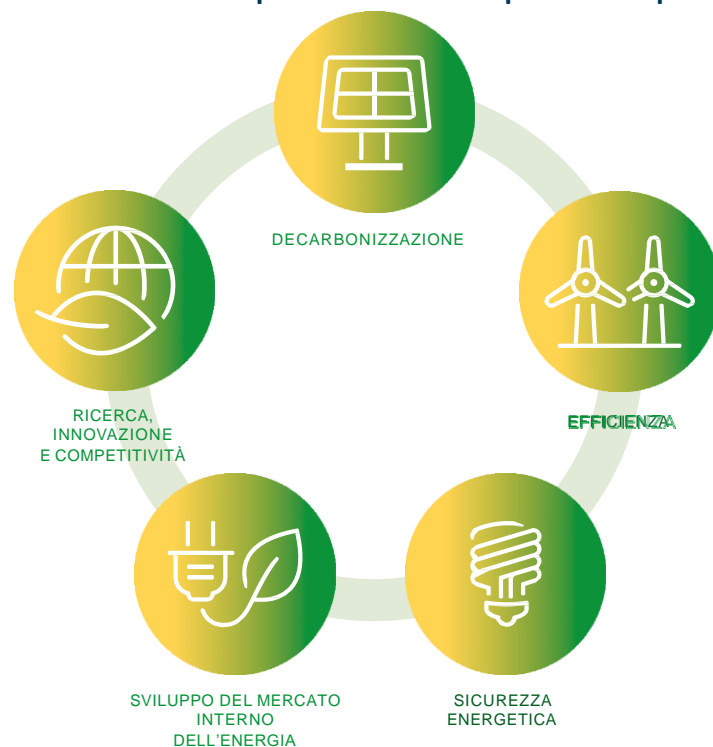 DECARBONIZZAZIONE
EFFICIENZA
RICERCA,
INNOVAZIONE
E COMPETITIVITÀ
SVILUPPO DEL MERCATO
INTERNO
DELL’ENERGIA
SICUREZZA
ENERGETICA